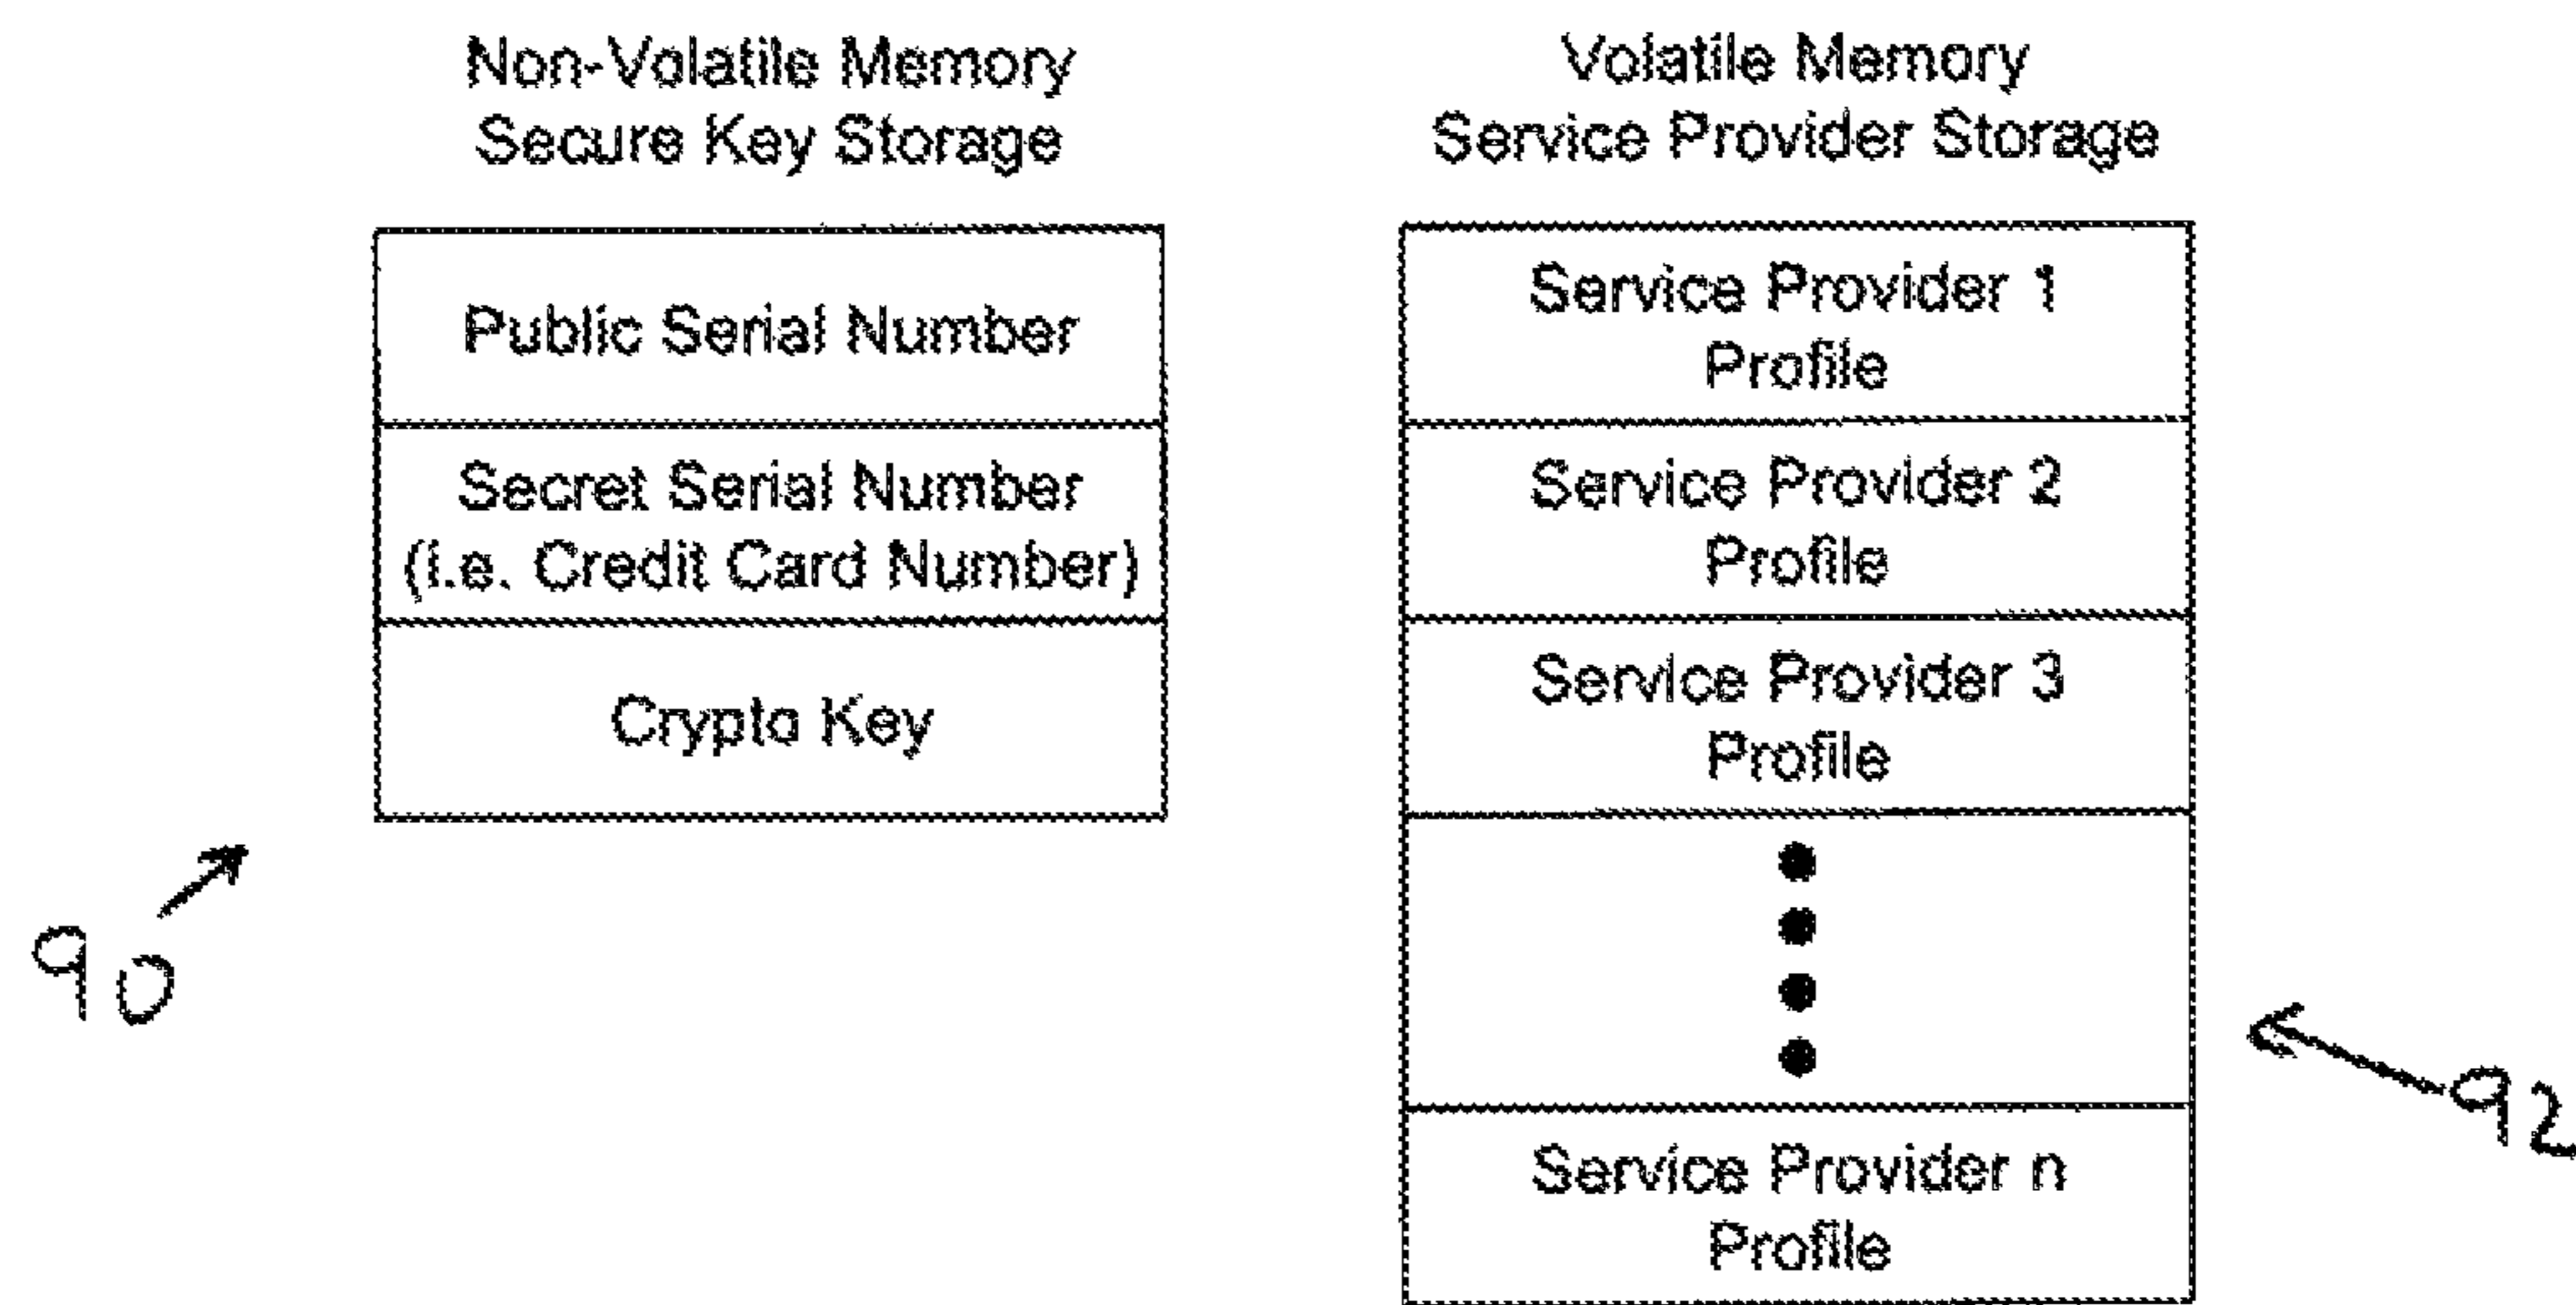 Non-Volatile Memory
Secure Key Storage
Public Serial Number
Secret Serial Number
(i.e. Credit Card Number)
Crypto Key
90
Volatile Memory
Service Provider Storage
Service Provider 1
Profile
Service Provider 2
Profile
Service Provider 3
Profile
Service Provider n
Profile
92